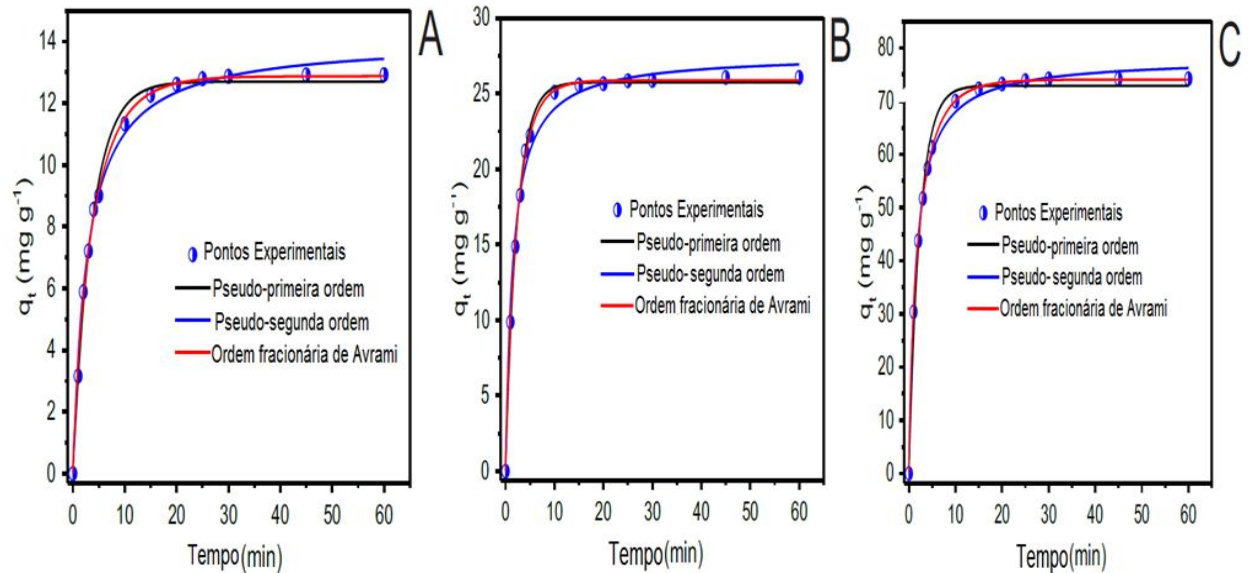 A
14
12
10
8
6
4
2
0
qt (mg g⁻¹)
Pontos Experimentais
Pseudo-primeira ordem
Pseudo-segunda ordem
Ordem fracionária de Avrami
0 10 20 30 40 50 60
Tempo(min)
B
30
25
20
15
10
5
0
qt (mg g⁻¹)
Pontos Experimentais
Pseudo-primeira ordem
Pseudo-segunda ordem
Ordem fracionária de Avrami
0 10 20 30 40 50 60
Tempo(min)
C
80
70
60
50
40
30
20
10
0
qt (mg g⁻¹)
Pontos Experimentais
Pseudo-primeira ordem
Pseudo-segunda ordem
Ordem fracionária de Avrami
0 10 20 30 40 50 60
Tempo(min)